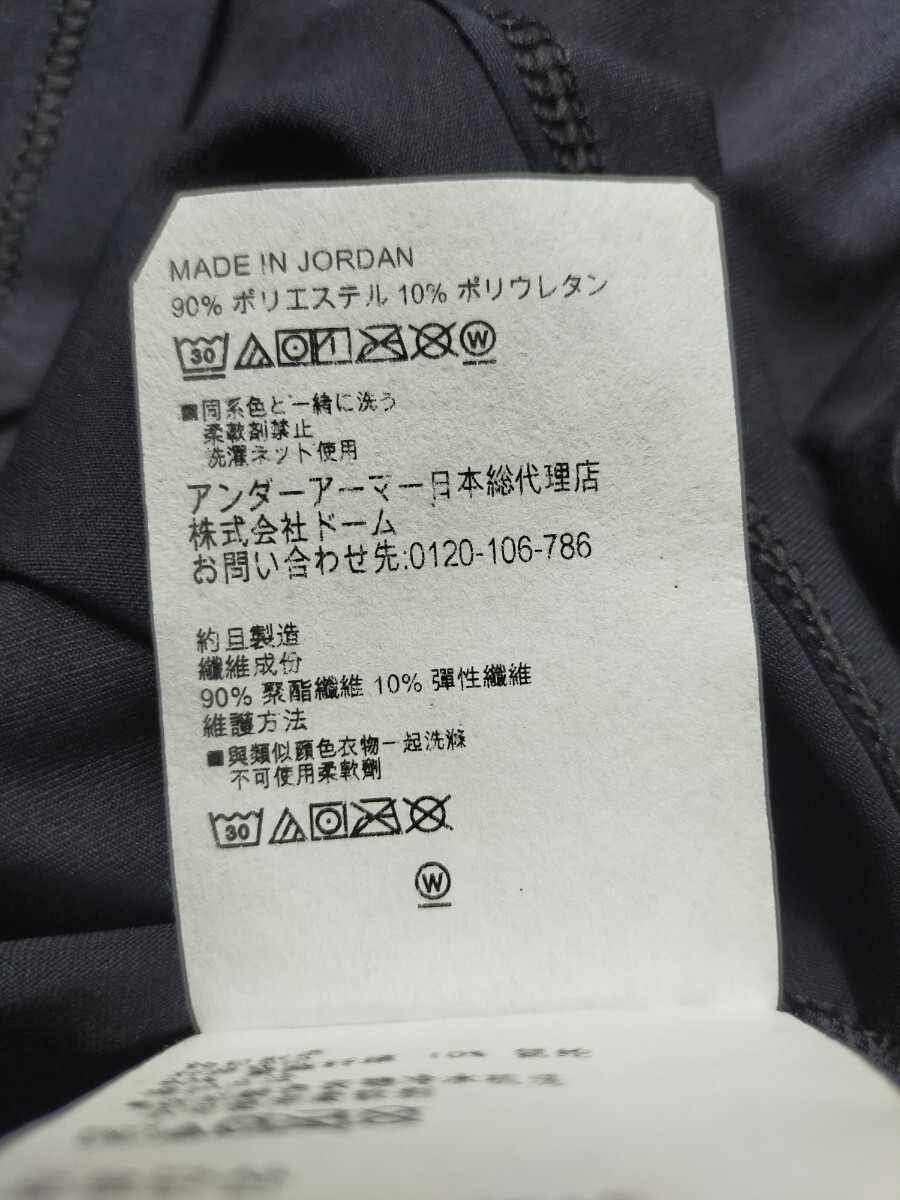 MADE IN JORDAN
90% ポリエステル 10% ポリウレタン
30 W
■同系色と一緒に洗う
柔軟剤禁止
洗濯ネット使用
アンダーアーマー日本総代理店
株式会社ドーム
お問い合わせ先:0120-106-786
約旦製造
纖維成份
90% 聚酯纖維 10% 彈性纖維
維護方法
■與類似顏色衣物一起洗滌
不可使用柔軟劑
30
W
10%